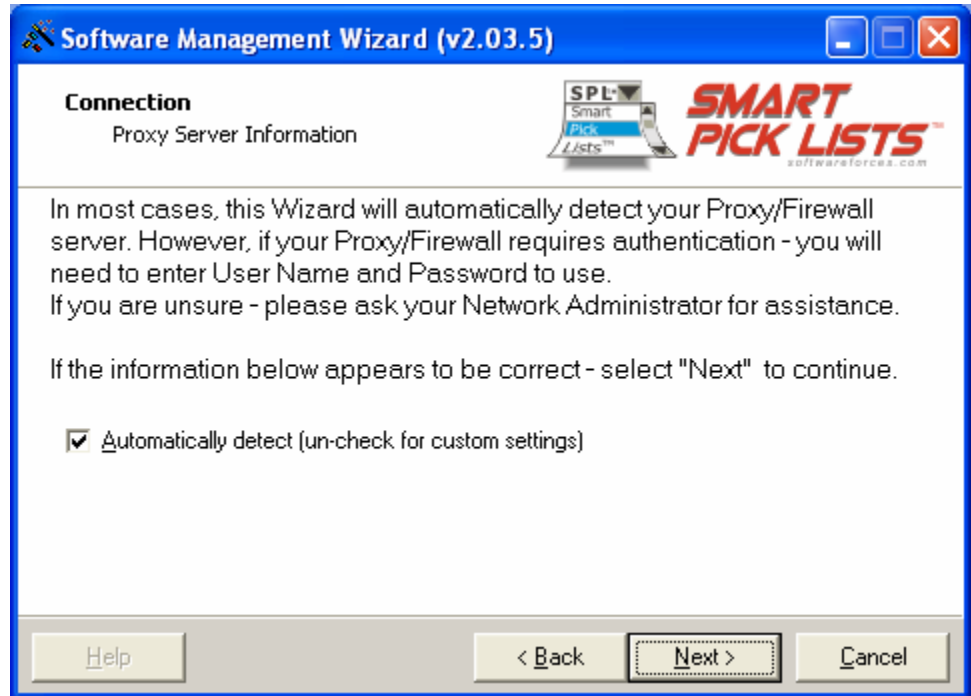 Software Management Wizard (v2.03.5)
Connection
Proxy Server Information
SPL
Smart
Pick
Lists™
SMART
PICK LISTS™
softwareforces.com
In most cases, this Wizard will automatically detect your Proxy/Firewall
server. However, if your Proxy/Firewall requires authentication - you will
need to enter User Name and Password to use.
If you are unsure - please ask your Network Administrator for assistance.
If the information below appears to be correct - select "Next" to continue.
Automatically detect (un-check for custom settings)
Help
< Back
Next >
Cancel